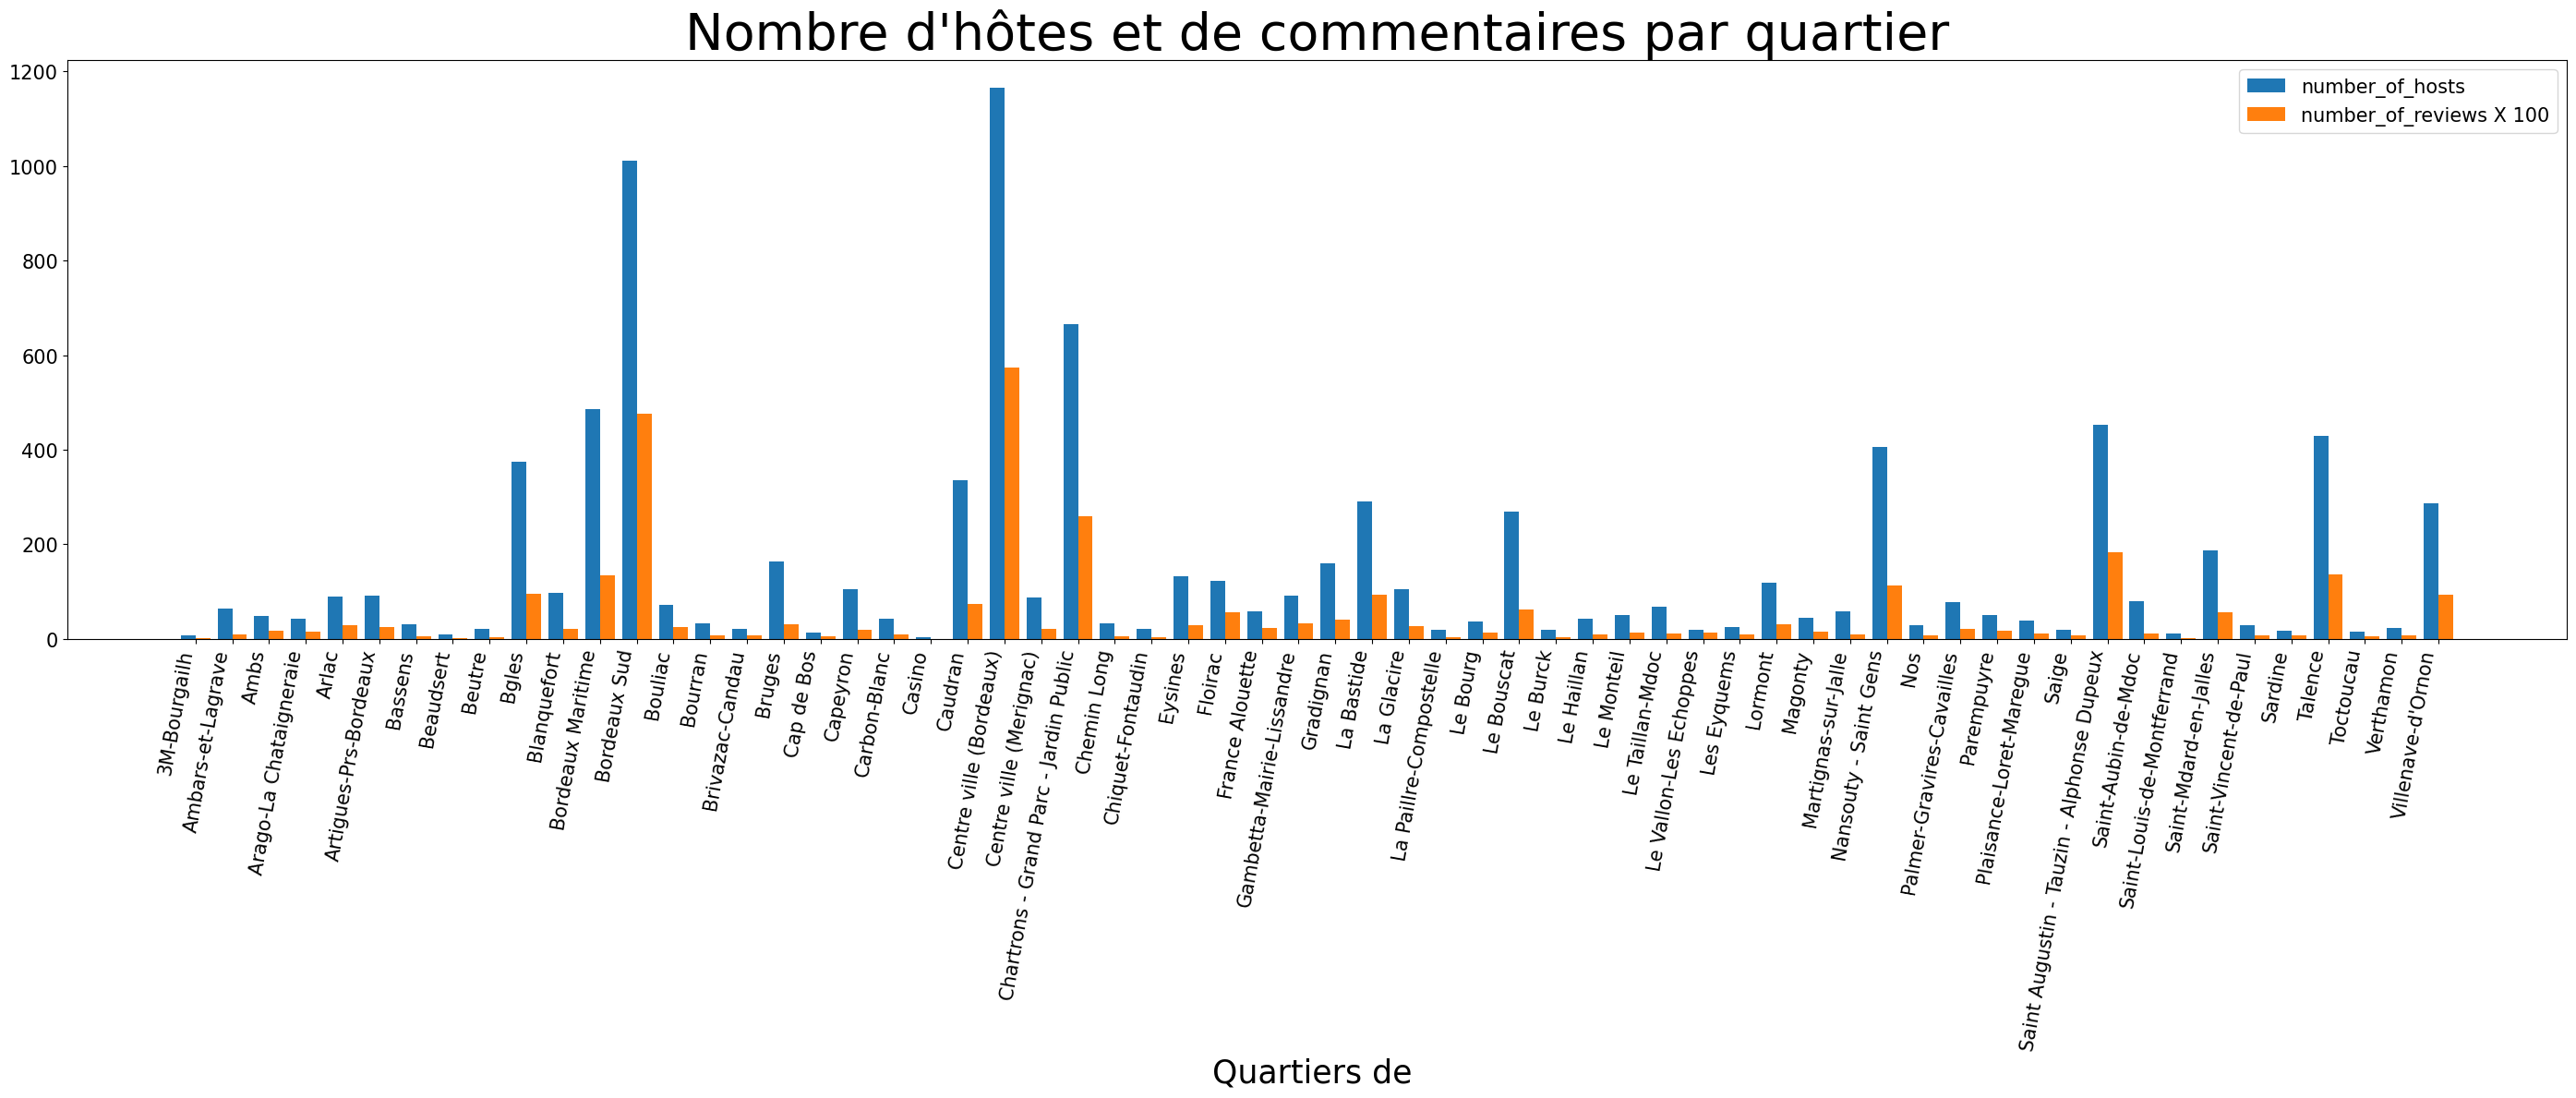 Nombre d'hôtes et de commentaires par quartier
number_of_hosts
number_of_reviews X 100
1200
1000
800
600
400
200
0
3M-Bourgailh
Ambars-et-Lagrave
Ambs
Arago-La Chataigneraie
Arlac
Artigues-Prs-Bordeaux
Bassens
Beaudsert
Beutre
Bgles
Blanquefort
Bordeaux Maritime
Bordeaux Sud
Bouliac
Bourran
Brivazac-Candau
Bruges
Cap de Bos
Capeyron
Carbon-Blanc
Casino
Caudran
Centre ville (Bordeaux)
Centre ville (Merignac)
Chartrons - Grand Parc - Jardin Public
Chemin Long
Chiquet-Fontaudin
Eysines
Floirac
France Alouette
Gambetta-Mairie-Lissandre
Gradignan
La Bastide
La Glacire
La Paillre-Compostelle
Le Bourg
Le Bouscat
Le Burck
Le Haillan
Le Monteil
Le Taillan-Mdoc
Le Vallon-Les Echoppes
Les Eyquems
Lormont
Magonty
Martignas-sur-Jalle
Nansouty - Saint Gens
Nos
Palmer-Gravires-Cavailles
Parempuyre
Plaisance-Loret-Maregue
Saige
Saint Augustin - Tauzin - Alphonse Dupeux
Saint-Aubin-de-Mdoc
Saint-Louis-de-Montferrand
Saint-Mdard-en-Jalles
Saint-Vincent-de-Paul
Sardine
Talence
Toctoucau
Verthamon
Villenave-d'Ornon
Quartiers de